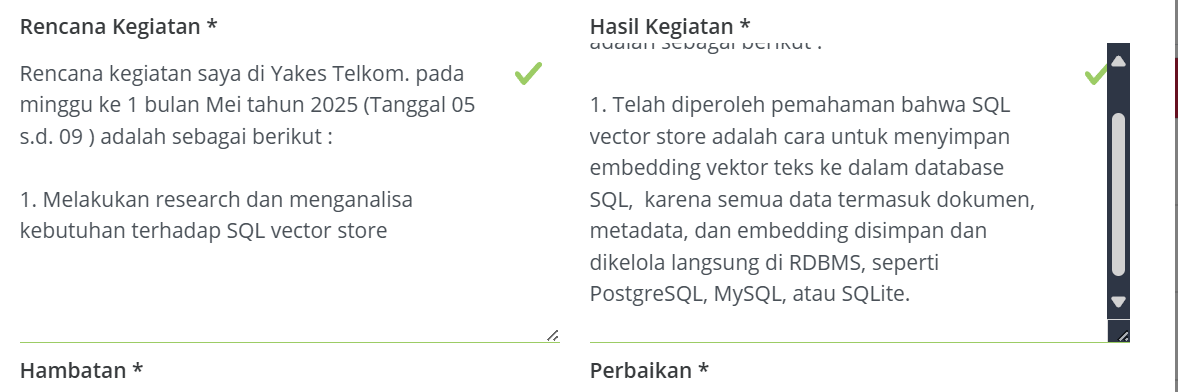 Rencana Kegiatan *
Rencana kegiatan saya di Yakes Telkom. pada
minggu ke 1 bulan Mei tahun 2025 (Tanggal 05
s.d. 09 ) adalah sebagai berikut :
1. Melakukan research dan menganalisa
kebutuhan terhadap SQL vector store
Hasil Kegiatan *
adalah sebagai berikut :
1. Telah diperoleh pemahaman bahwa SQL
vector store adalah cara untuk menyimpan
embedding vektor teks ke dalam database
SQL,  karena semua data termasuk dokumen,
metadata, dan embedding disimpan dan
dikelola langsung di RDBMS, seperti
PostgreSQL, MySQL, atau SQLite.
Hambatan *
Perbaikan *